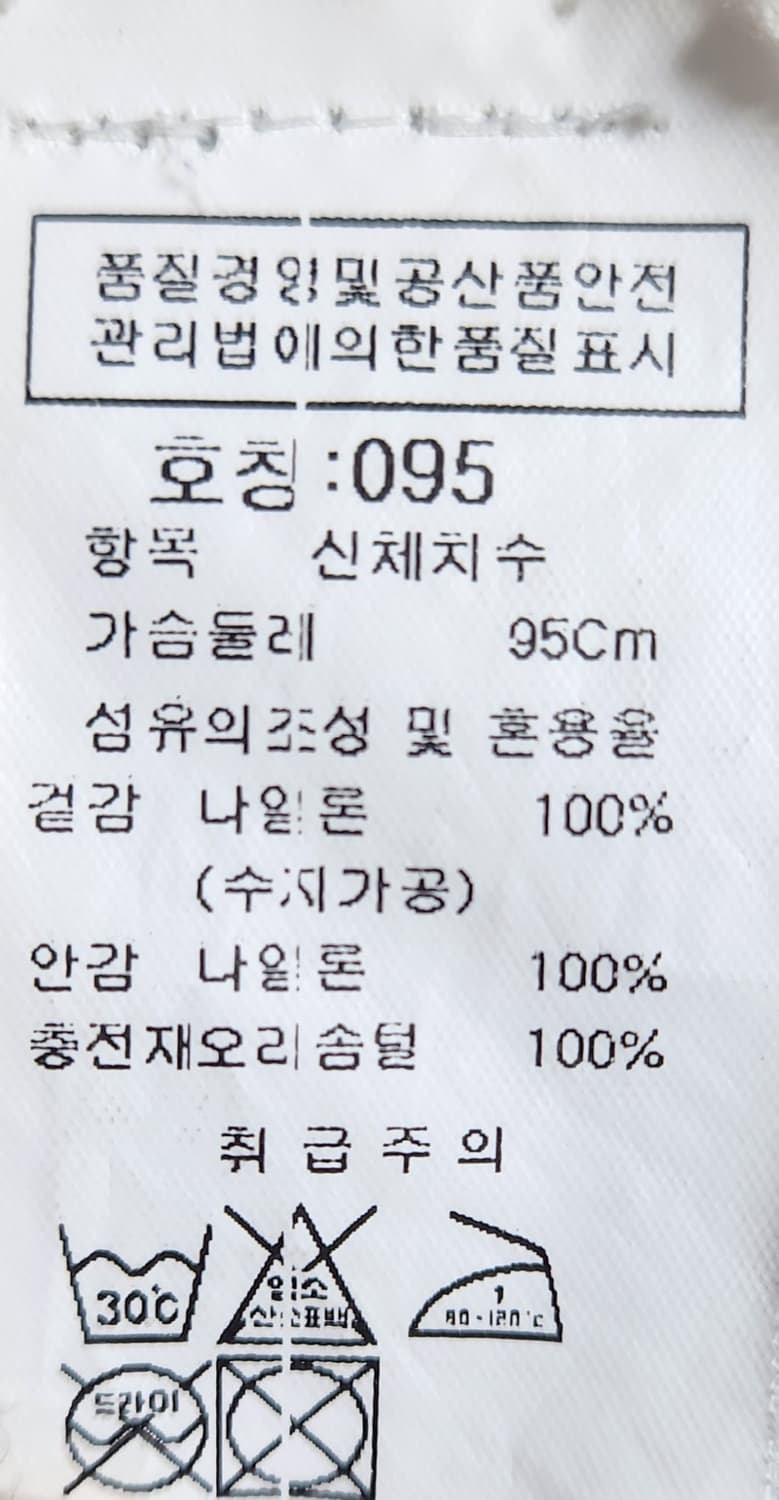 품질경영및공산품안전
관리법에의한품질표시
호칭:095
항목 신체치수
가슴둘레 95Cm
섬유의조성 및 혼용율
겉감 나일론 100%
(수지가공)
안감 나일론 100%
충전재오리솜털 100%
취급주의
30℃
염소
산소표백
80-120℃
드라이